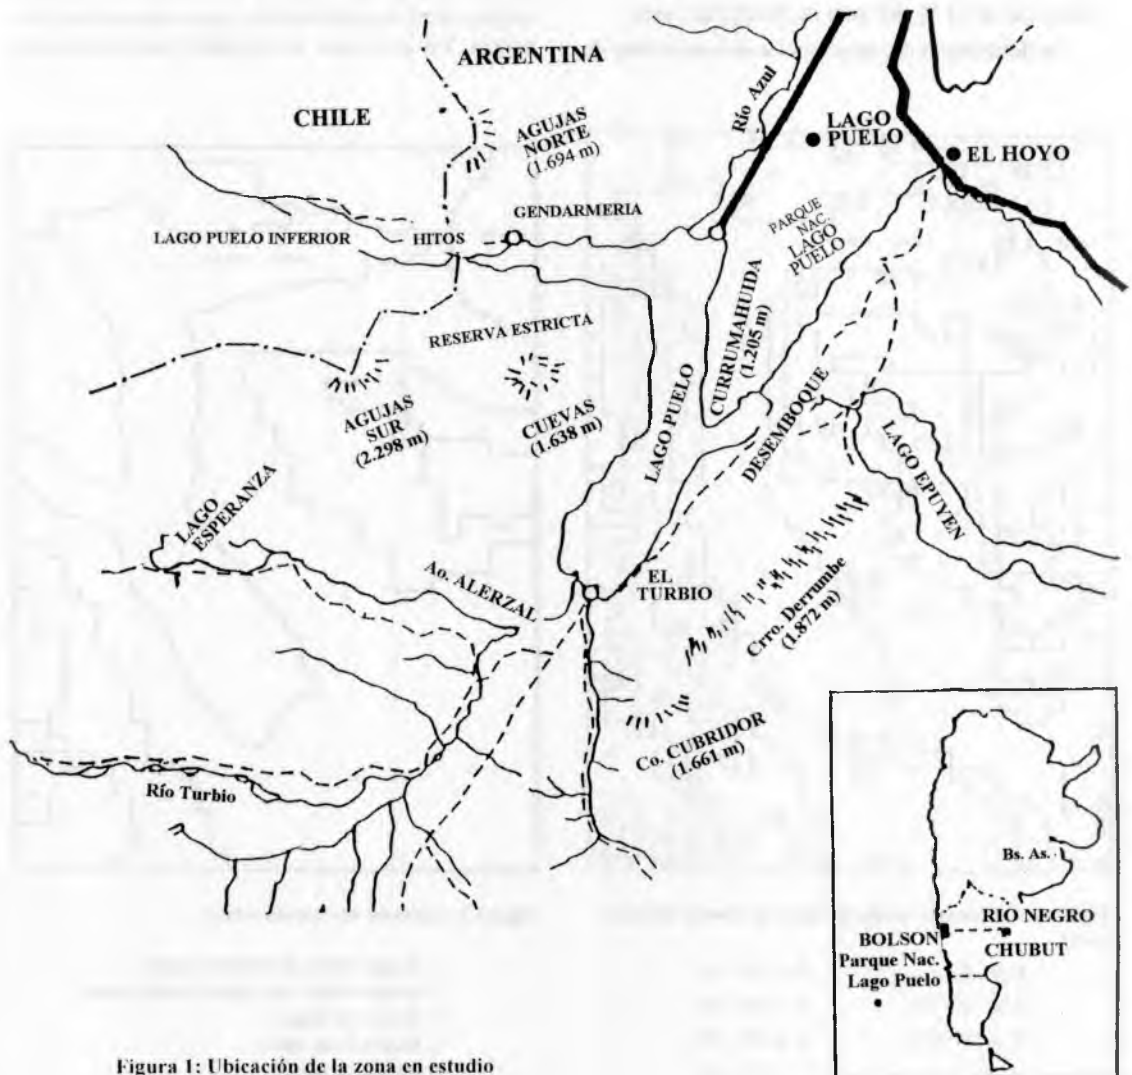 ARGENTINA
CHILE
AGUJAS
NORTE
(1.694 m)
Río Azul
LAGO
PUELO
EL HOYO
GENDARMERIA
PARQUE
NAC.
LAGO
PUELO
LAGO PUELO INFERIOR
HITOS
CURRUMAHUIDA
(1.205 m)
RESERVA ESTRICTA
AGUJAS
SUR
(2.298 m)
CUEVAS
(1.638 m)
LAGO PUELO
DESEMBOQUE
LAGO EPUYEN
LAGO
ESPERANZA
Ao. ALERZAL
EL
TURBIO
Crro. Derrumbe
(1.872 m)
Co. CUBRIDOR
(1.661 m)
Río Turbio
Bs. As.
RIO NEGRO
BOLSON
CHUBUT
Parque Nac.
Lago Puelo
Figura 1: Ubicación de la zona en estudio